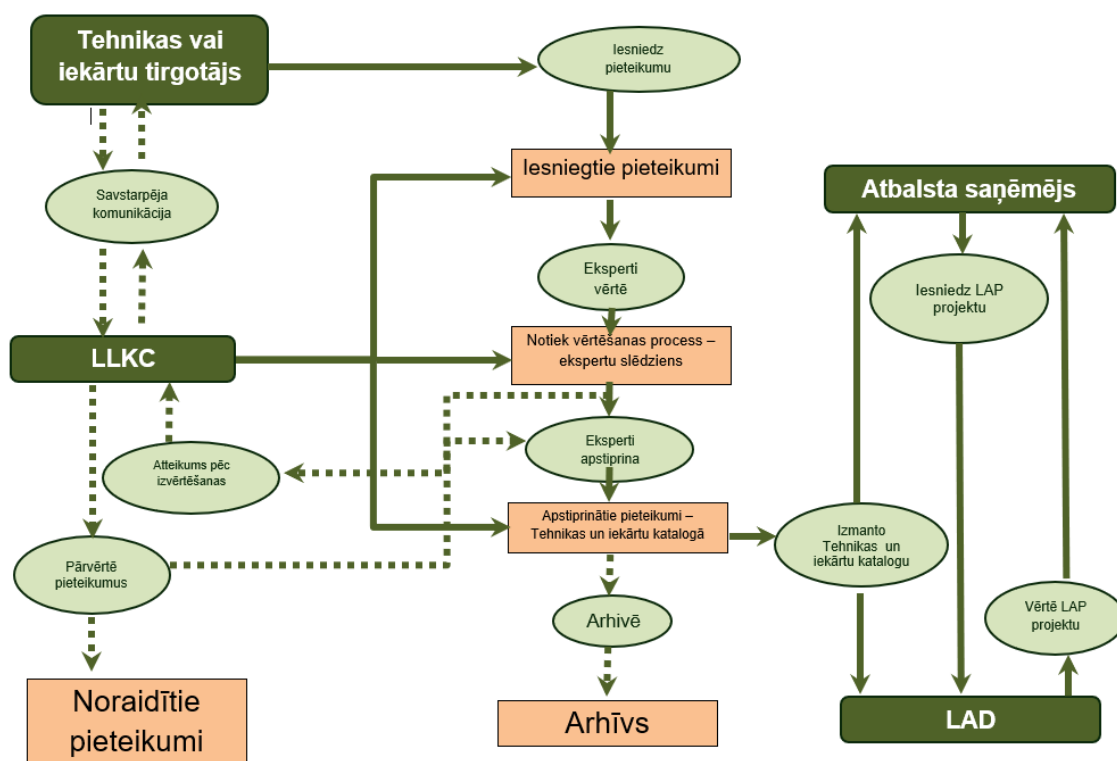 Tehnikas vai
iekārtu tirgotājs
Iesniedz
pieteikumu
Iesniegtie pieteikumi
Savstarpēja
komunikācija
Atbalsta saņēmējs
Eksperti
vērtē
Iesniedz LAP
projektu
LLKC
Notiek vērtēšanas process –
ekspertu slēdziens
Atteikums pēc
izvērtēšanas
Eksperti
apstiprina
Apstiprinātie pieteikumi –
Tehnikas un iekārtu katalogā
Izmanto
Tehnikas un
iekārtu katalogu
Pārvērtē
pieteikumus
Arhivē
Vērtē LAP
projektu
Noraidītie
pieteikumi
Arhīvs
LAD